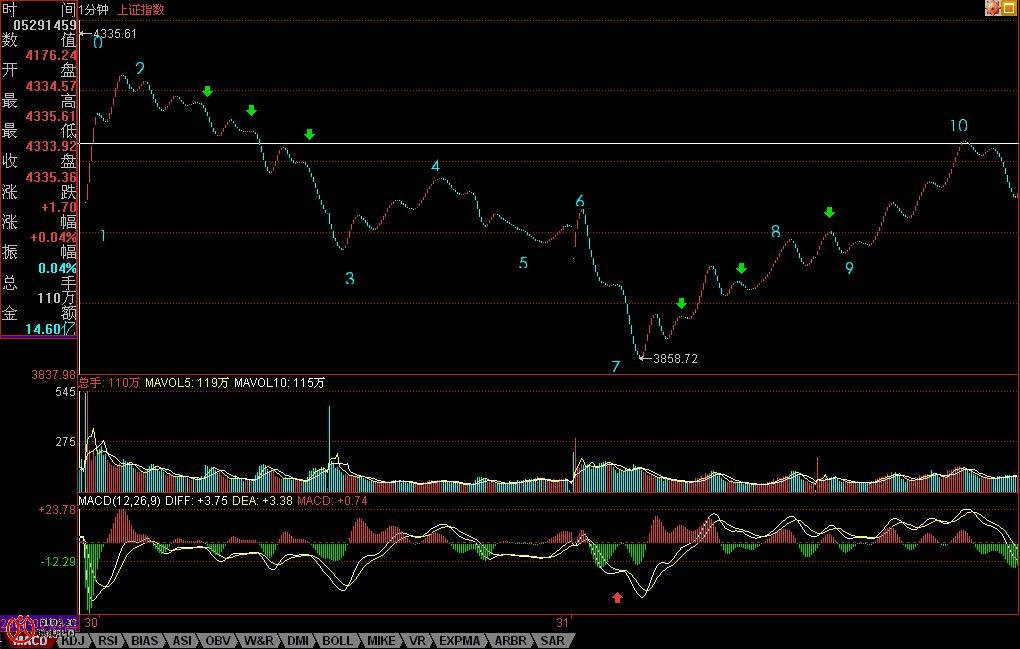 1分钟 上证指数
时 间
05291459
数 值
4176.24
开 盘
4334.57
最 高
4335.61
最 低
4333.92
收 盘
4335.36
涨 跌
+1.70
涨 幅
+0.04%
振 幅
0.04%
总 手
110万
金 额
14.60亿
4335.61
0
2
10
4
6
8
1
3
5
9
7
3858.72
3837.98
总手: 110万 MAVOL5: 119万 MAVOL10: 115万
545
275
MACD(12,26,9) DIFF: +3.75 DEA: +3.38 MACD: +0.74
+23.78
-12.29
30
31
MACD KDJ RSI BIAS ASI OBV W&R DMI BOLL MIKE VR EXPMA ARBR SAR